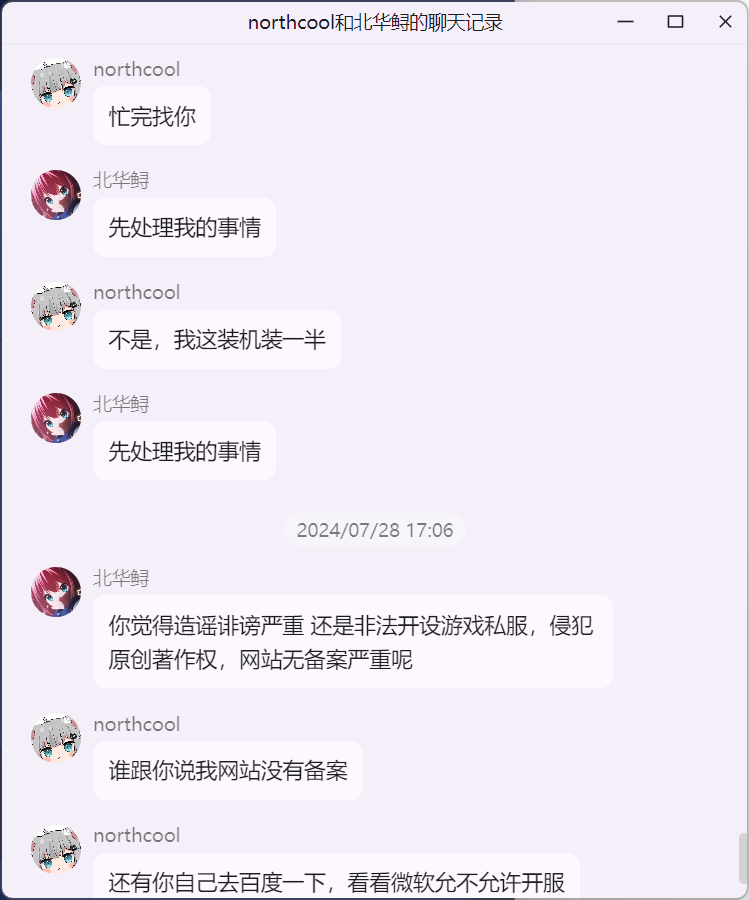 northcool和北华鲟的聊天记录
northcool
忙完找你
北华鲟
先处理我的事情
northcool
不是，我这装机装一半
北华鲟
先处理我的事情
2024/07/28 17:06
北华鲟
你觉得造谣诽谤严重 还是非法开设游戏私服，侵犯
原创著作权，网站无备案严重呢
northcool
谁跟你说我网站没有备案
northcool
还有你自己去百度一下，看看微软允不允许开服